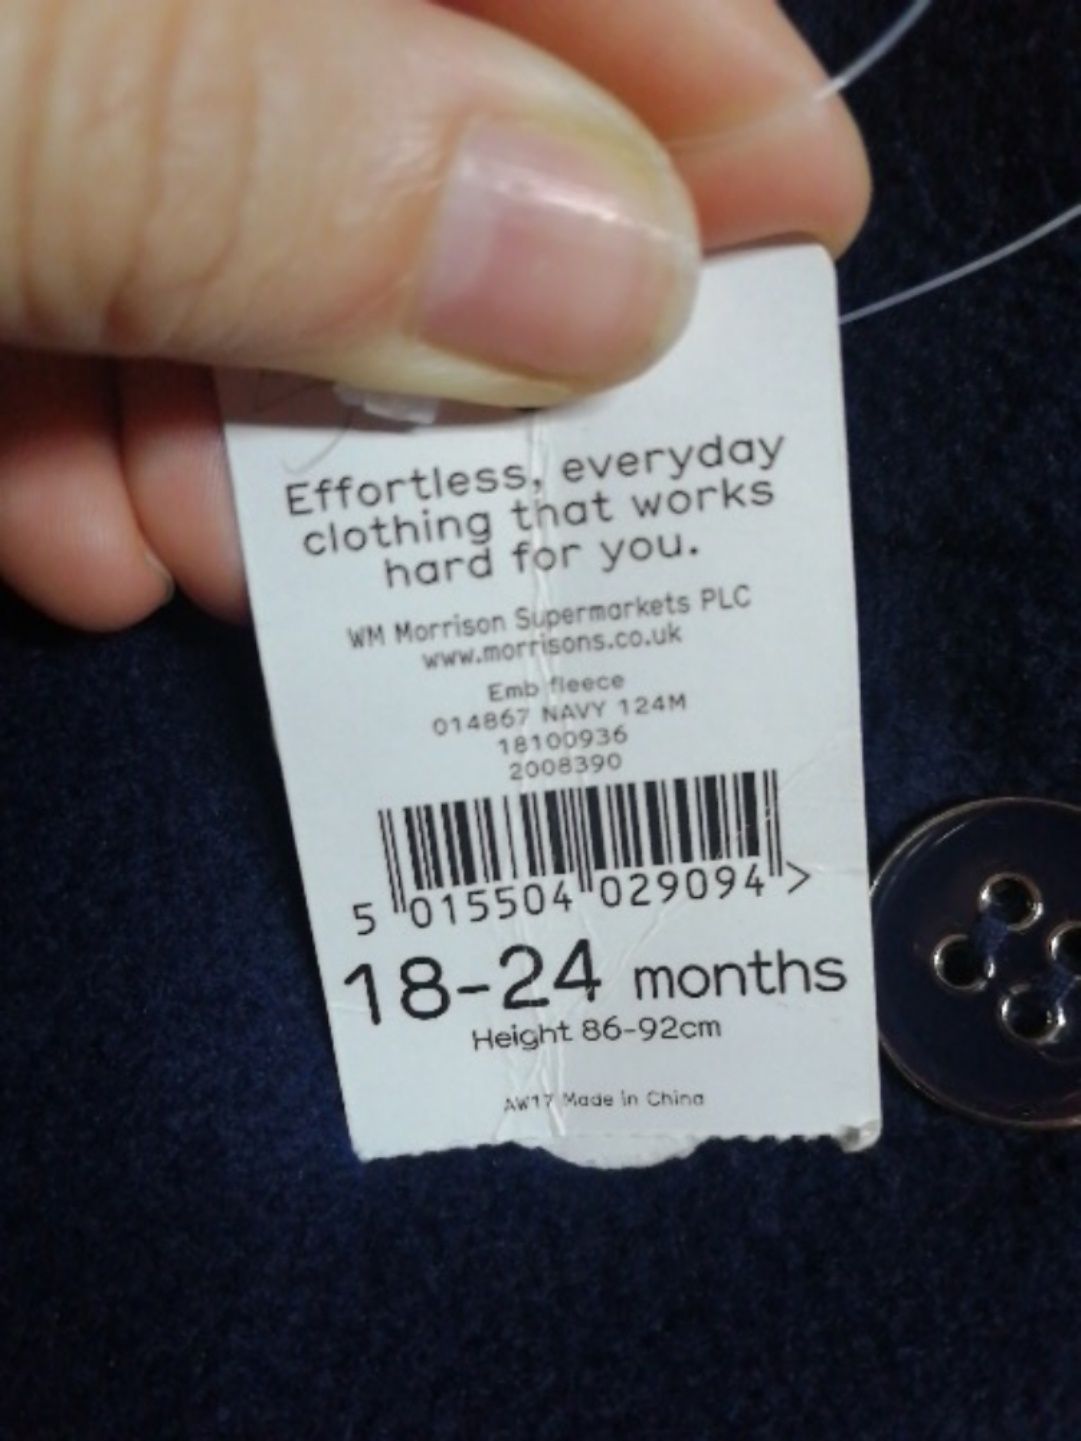 Effortless, everyday
clothing that works
hard for you.
WM Morrison Supermarkets PLC
www.morrisons.co.uk
Emb fleece
014867 NAVY 124M
18100936
2008390
5 015504 029094 >
18-24 months
Height 86-92cm
AW17 Made in China